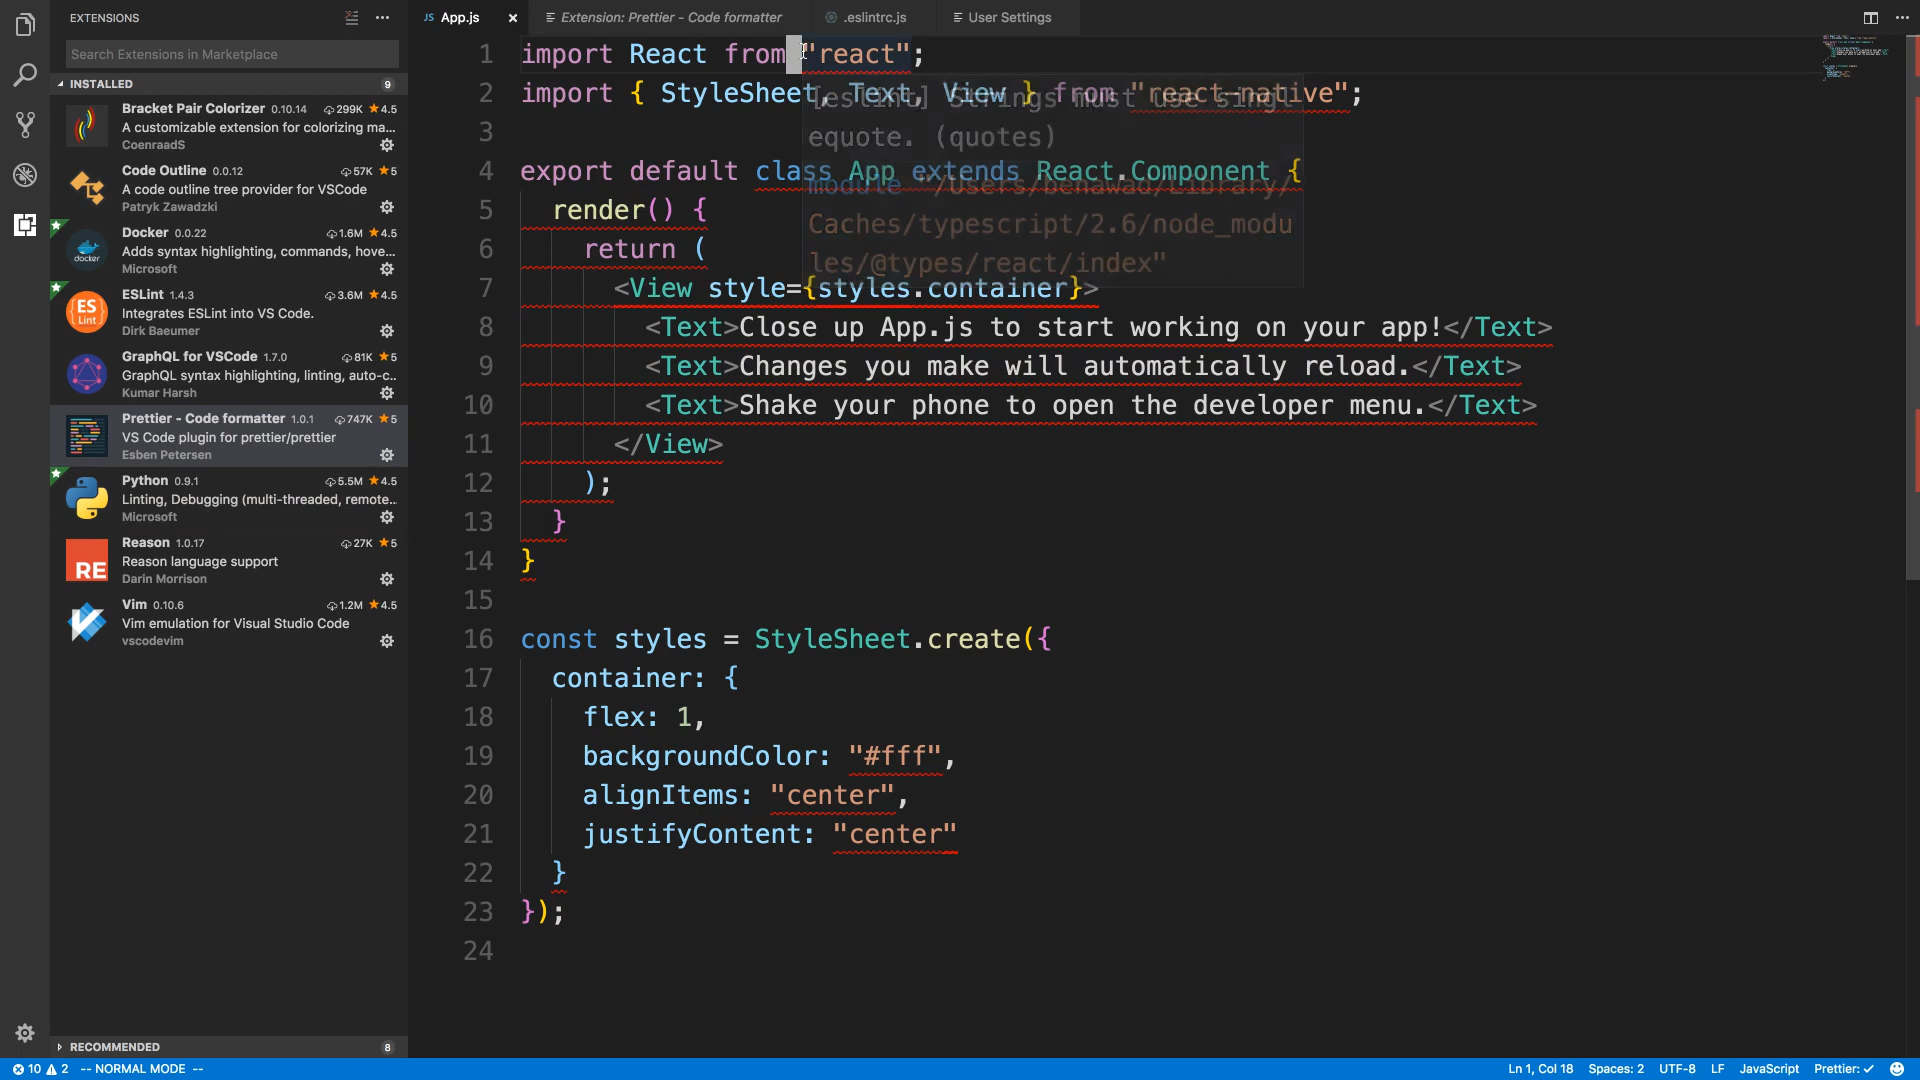 EXTENSIONS
Search Extensions in Marketplace
INSTALLED 9
Bracket Pair Colorizer 0.10.14 299K 4.5
A customizable extension for colorizing ma...
CoenraadS
Code Outline 0.0.12 57K 5
A code outline tree provider for VSCode
Patryk Zawadzki
Docker 0.0.22 1.6M 4.5
Adds syntax highlighting, commands, hove...
Microsoft
docker
ESLint 1.4.3 3.6M 4.5
Integrates ESLint into VS Code.
Dirk Baeumer
ES
Lint
GraphQL for VSCode 1.7.0 81K 5
GraphQL syntax highlighting, linting, auto-c..
Kumar Harsh
Prettier - Code formatter 1.0.1 747K 5
VS Code plugin for prettier/prettier
Esben Petersen
Python 0.9.1 5.5M 4.5
Linting, Debugging (multi-threaded, remote..
Microsoft
Reason 1.0.17 27K 5
Reason language support
Darin Morrison
RE
Vim 0.10.6 1.2M 4.5
Vim emulation for Visual Studio Code
vscodevim
RECOMMENDED 8
JS App.js × Extension: Prettier - Code formatter .eslintrc.js User Settings
1 import React from "react";
2 import { StyleSheet, Text, View } from "react-native";
[eslint] Strings must use singl
equote. (quotes)
module "/Users/benawad/Library/
Caches/typescript/2.6/node_modu
les/@types/react/index"
3
4 export default class App extends React.Component {
5 render() {
6 return (
7 <View style={styles.container}>
8 <Text>Close up App.js to start working on your app!</Text>
9 <Text>Changes you make will automatically reload.</Text>
10 <Text>Shake your phone to open the developer menu.</Text>
11 </View>
12 );
13 }
14 }
15
16 const styles = StyleSheet.create({
17 container: {
18 flex: 1,
19 backgroundColor: "#fff",
20 alignItems: "center",
21 justifyContent: "center"
22 }
23 });
24
10 2 -- NORMAL MODE -- Ln 1, Col 18 Spaces: 2 UTF-8 LF JavaScript Prettier: ✓